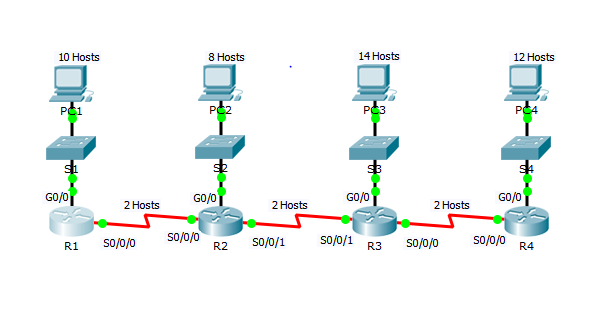 10 Hosts
8 Hosts
14 Hosts
12 Hosts
PC1
PC2
PC3
PC4
S1
S2
S3
S4
G0/0
G0/0
G0/0
G0/0
2 Hosts
2 Hosts
2 Hosts
R1
S0/0/0
S0/0/0
R2
S0/0/1
S0/0/1
R3
S0/0/0
S0/0/0
R4